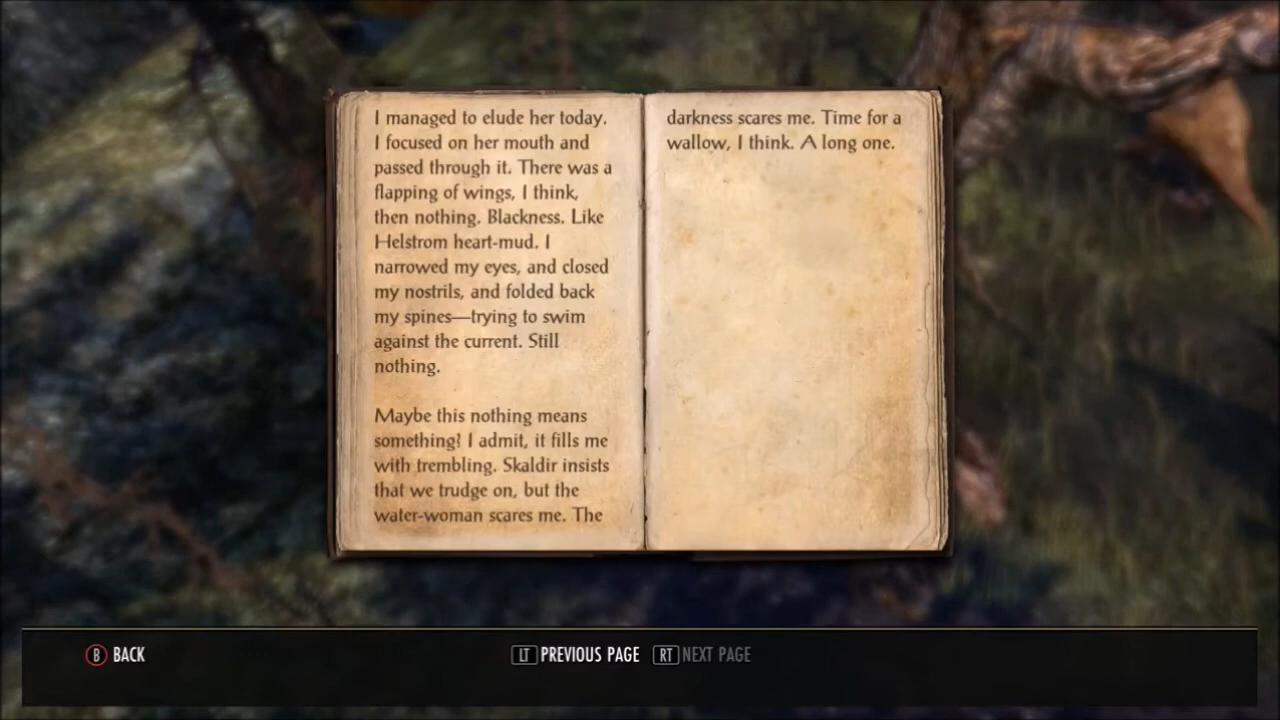 I managed to elude her today.
I focused on her mouth and
passed through it. There was a
flapping of wings, I think,
then nothing. Blackness. Like
Helstrom heart-mud. I
narrowed my eyes, and closed
my nostrils, and folded back
my spines—trying to swim
against the current. Still
nothing.
Maybe this nothing means
something? I admit, it fills me
with trembling. Skaldir insists
that we trudge on, but the
water-woman scares me. The
darkness scares me. Time for a
wallow, I think. A long one.
B BACK
LT PREVIOUS PAGE RT NEXT PAGE